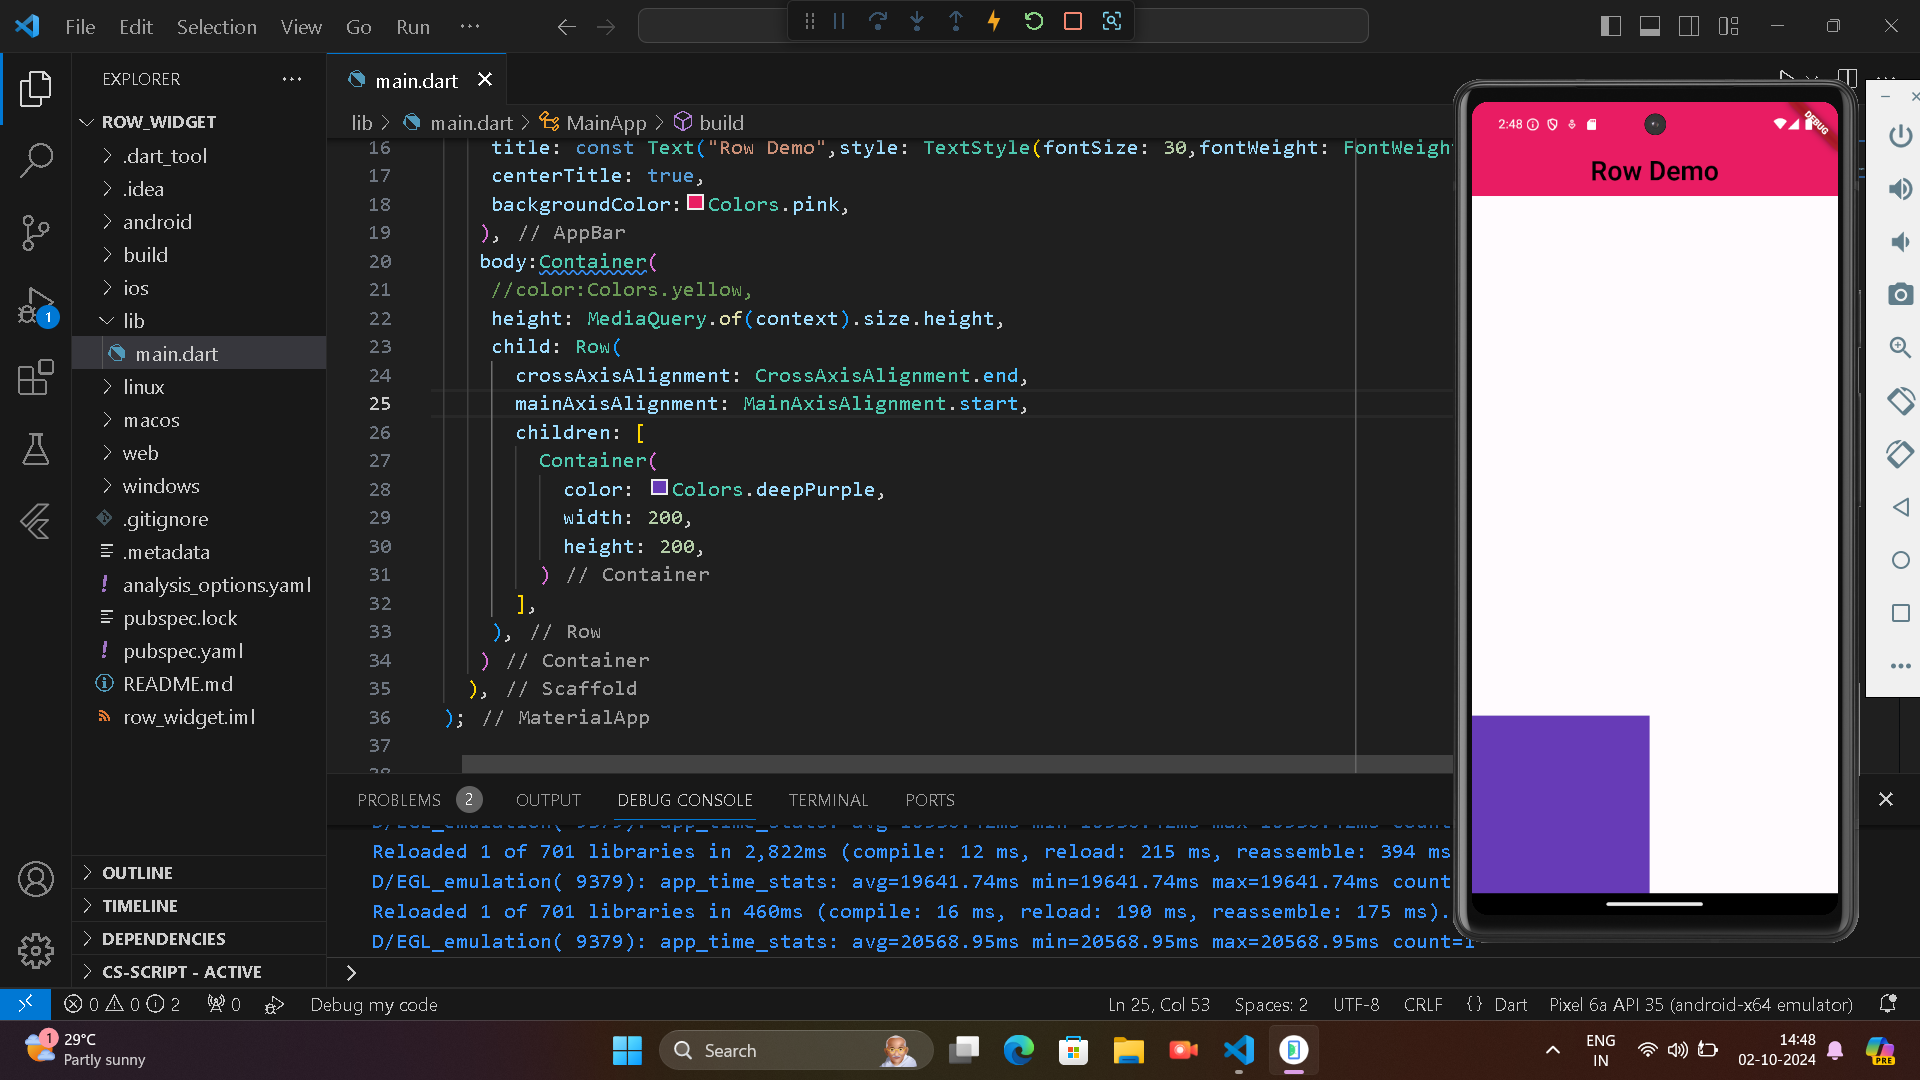 File Edit Selection View Go Run ···
EXPLORER ···
ROW_WIDGET
.dart_tool
.idea
android
build
ios
lib
main.dart
linux
macos
web
windows
.gitignore
.metadata
analysis_options.yaml
pubspec.lock
pubspec.yaml
README.md
row_widget.iml
OUTLINE
TIMELINE
DEPENDENCIES
CS-SCRIPT - ACTIVE
1
main.dart
lib > main.dart > MainApp > build
16 title: const Text("Row Demo",style: TextStyle(fontSize: 30,fontWeight: FontWeight
17 centerTitle: true,
18 backgroundColor: Colors.pink,
19 ), // AppBar
20 body:Container(
21 //color:Colors.yellow,
22 height: MediaQuery.of(context).size.height,
23 child: Row(
24 crossAxisAlignment: CrossAxisAlignment.end,
25 mainAxisAlignment: MainAxisAlignment.start,
26 children: [
27 Container(
28 color: Colors.deepPurple,
29 width: 200,
30 height: 200,
31 ) // Container
32 ],
33 ), // Row
34 ) // Container
35 ), // Scaffold
36 ); // MaterialApp
37
PROBLEMS 2 OUTPUT DEBUG CONSOLE TERMINAL PORTS
Reloaded 1 of 701 libraries in 2,822ms (compile: 12 ms, reload: 215 ms, reassemble: 394 ms
D/EGL_emulation( 9379): app_time_stats: avg=19641.74ms min=19641.74ms max=19641.74ms count
Reloaded 1 of 701 libraries in 460ms (compile: 16 ms, reload: 190 ms, reassemble: 175 ms).
D/EGL_emulation( 9379): app_time_stats: avg=20568.95ms min=20568.95ms max=20568.95ms count=1
>
2:48
DEBUG
Row Demo
0 0 2 0 Debug my code Ln 25, Col 53 Spaces: 2 UTF-8 CRLF {} Dart Pixel 6a API 35 (android-x64 emulator)
1
29°C
Partly sunny
Search
ENG
IN
14:48
02-10-2024
PRE